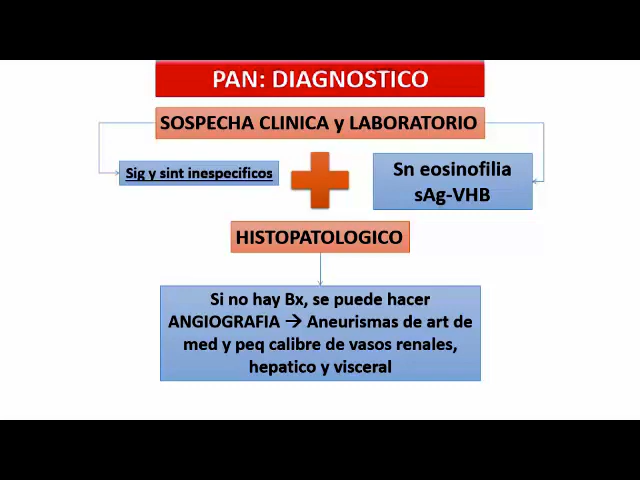 PAN: DIAGNOSTICO
SOSPECHA CLINICA y LABORATORIO
Sig y sint inespecificos
Sn eosinofilia
sAg-VHB
HISTOPATOLOGICO
Si no hay Bx, se puede hacer
ANGIOGRAFIA → Aneurismas de art de
med y peq calibre de vasos renales,
hepatico y visceral